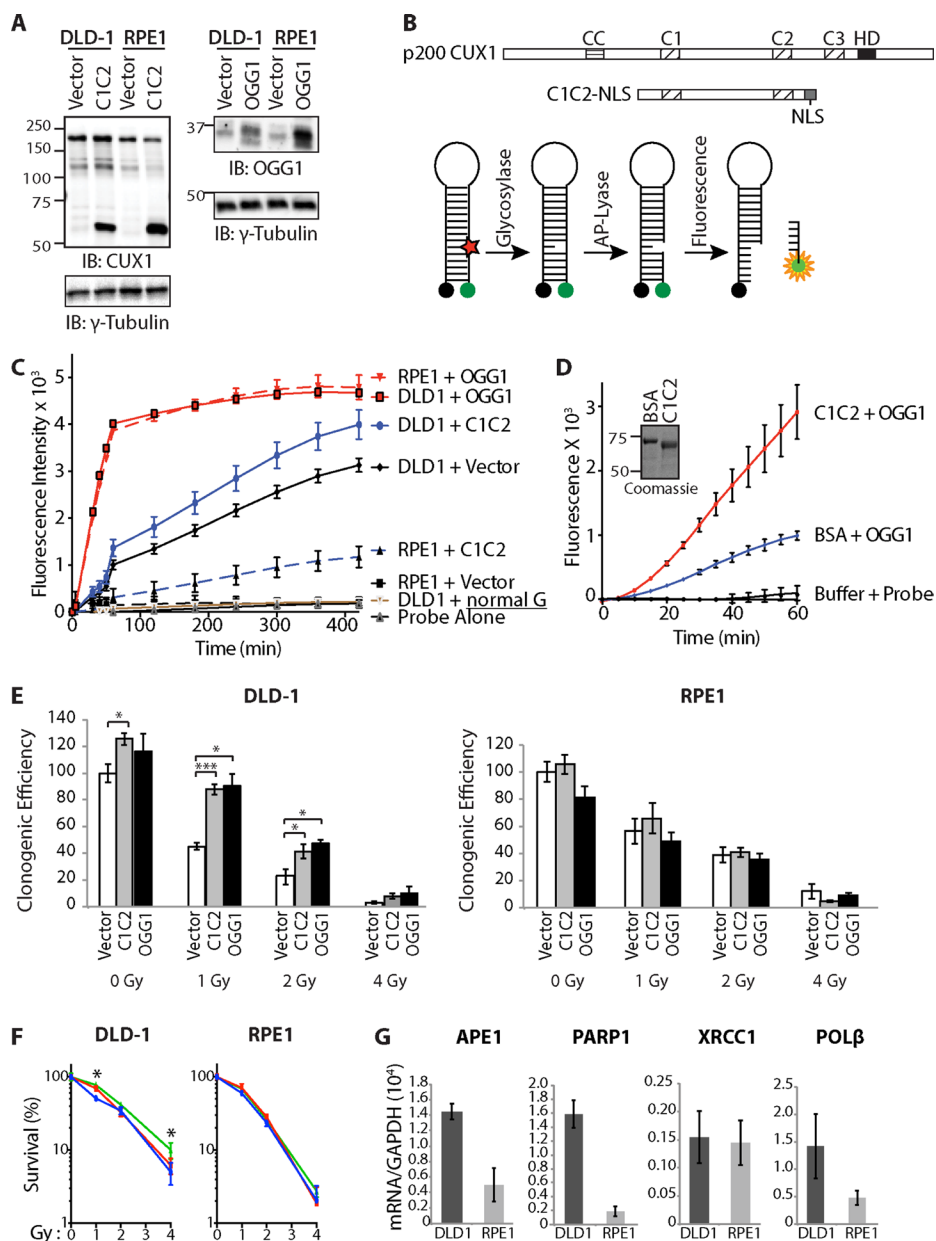 A
DLD-1 RPE1
Vector
C1C2
Vector
C1C2
250
150
100
75
50
IB: CUX1
IB: γ-Tubulin
DLD-1 RPE1
Vector
OGG1
Vector
OGG1
37
IB: OGG1
50
IB: γ-Tubulin
B
CC C1 C2 C3 HD
p200 CUX1
C1C2-NLS
NLS
Glycosylase
AP-Lyase
Fluorescence
C
Fluorescence Intensity x 10³
5
4
3
2
1
0
0 100 200 300 400
Time (min)
RPE1 + OGG1
DLD1 + OGG1
DLD1 + C1C2
DLD1 + Vector
RPE1 + C1C2
RPE1 + Vector
DLD1 + normal G
Probe Alone
D
Fluorescence X 10³
3
2
1
0
0 20 40 60
Time (min)
BSA
C1C2
75
50
Coomassie
C1C2 + OGG1
BSA + OGG1
Buffer + Probe
E
DLD-1
Clonogenic Efficiency
140
120
100
80
60
40
20
0
*
*
***
*
*
Vector
C1C2
OGG1
Vector
C1C2
OGG1
Vector
C1C2
OGG1
Vector
C1C2
OGG1
0 Gy 1 Gy 2 Gy 4 Gy
RPE1
Clonogenic Efficiency
140
120
100
80
60
40
20
0
Vector
C1C2
OGG1
Vector
C1C2
OGG1
Vector
C1C2
OGG1
Vector
C1C2
OGG1
0 Gy 1 Gy 2 Gy 4 Gy
F
DLD-1
Survival (%)
100
10
1
*
*
Gy : 0 1 2 3 4
RPE1
100
10
1
0 1 2 3 4
G
mRNA/GAPDH (10⁴)
APE1
1.8
1.6
1.4
1.2
1.0
0.8
0.6
0.4
0.2
0
DLD1 RPE1
PARP1
2.0
1.8
1.6
1.4
1.2
1.0
0.8
0.6
0.4
0.2
0
DLD1 RPE1
XRCC1
0.25
0.20
0.15
0.10
0.05
0.00
DLD1 RPE1
POLβ
2.5
2.0
1.5
1.0
0.5
0
DLD1 RPE1